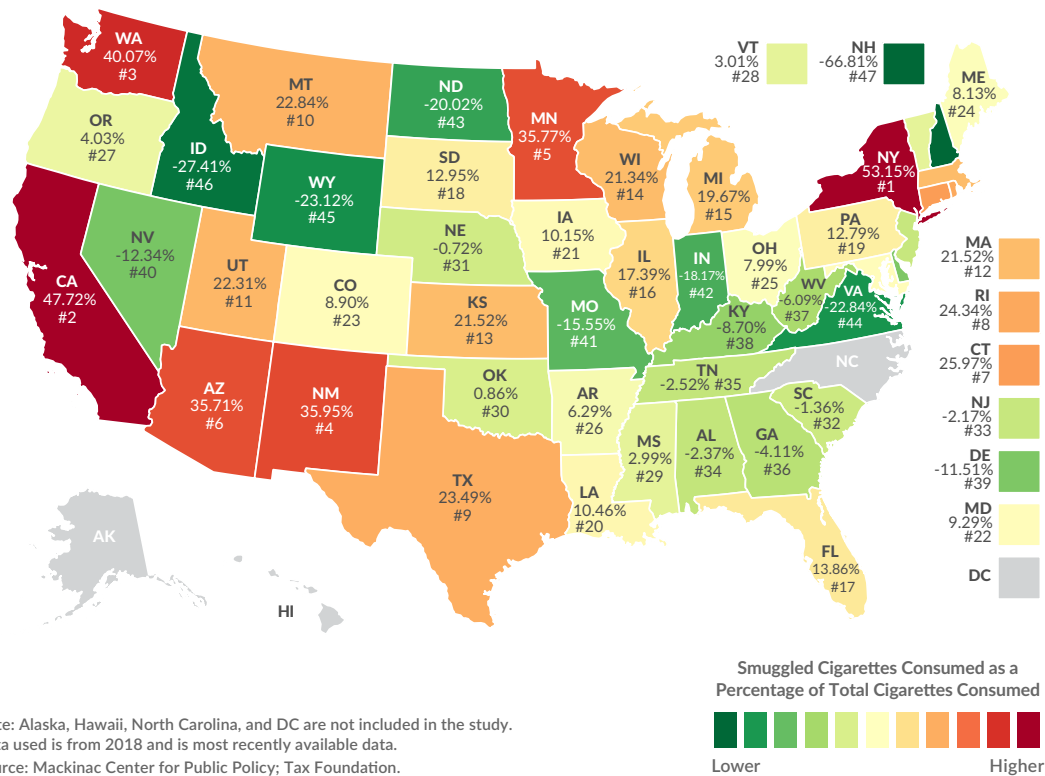 WA
40.07%
#3
MT
22.84%
#10
ND
-20.02%
#43
MN
35.77%
#5
VT
3.01%
#28
NH
-66.81%
#47
ME
8.13%
#24
OR
4.03%
#27
ID
-27.41%
#46
WY
-23.12%
#45
SD
12.95%
#18
WI
21.34%
#14
MI
19.67%
#15
NY
53.15%
#1
NV
-12.34%
#40
UT
22.31%
#11
CO
8.90%
#23
NE
-0.72%
#31
IA
10.15%
#21
IL
17.39%
#16
IN
-18.17%
#42
OH
7.99%
#25
PA
12.79%
#19
CA
47.72%
#2
KS
21.52%
#13
MO
-15.55%
#41
KY
-8.70%
#38
WV
-6.09%
#37
VA
-22.84%
#44
MA
21.52%
#12
RI
24.34%
#8
CT
25.97%
#7
NJ
-2.17%
#33
DE
-11.51%
#39
MD
9.29%
#22
DC
AZ
35.71%
#6
NM
35.95%
#4
OK
0.86%
#30
AR
6.29%
#26
TN
-2.52% #35
NC
SC
-1.36%
#32
TX
23.49%
#9
LA
10.46%
#20
MS
2.99%
#29
AL
-2.37%
#34
GA
-4.11%
#36
FL
13.86%
#17
AK
HI
Smuggled Cigarettes Consumed as a
Percentage of Total Cigarettes Consumed
Lower Higher
te: Alaska, Hawaii, North Carolina, and DC are not included in the study.
ta used is from 2018 and is most recently available data.
urce: Mackinac Center for Public Policy; Tax Foundation.